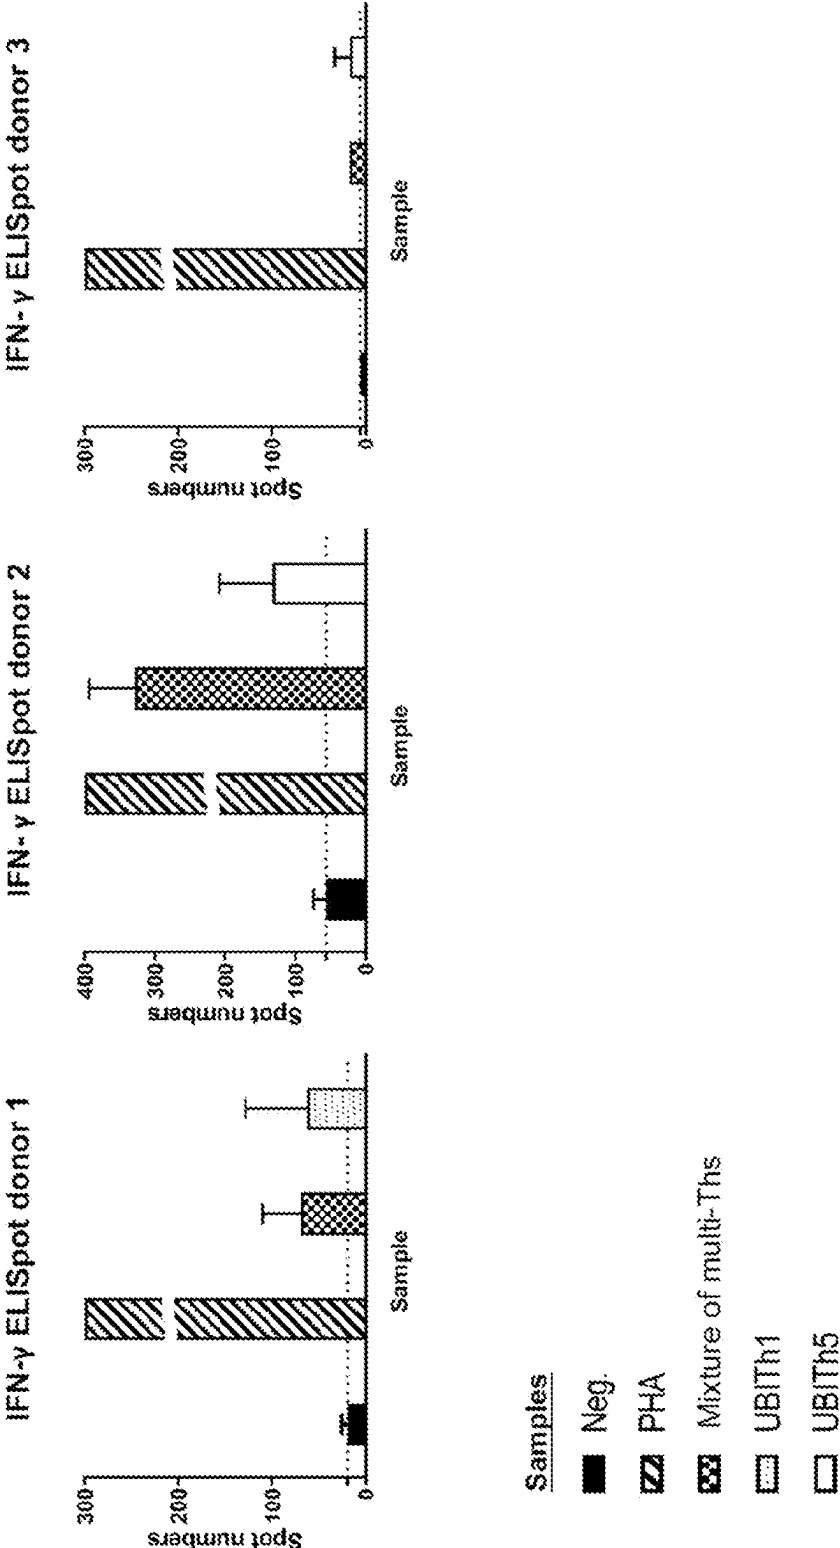 IFN-γ ELISpot donor 1
Spot numbers
300
200
100
0
Sample
IFN-γ ELISpot donor 2
Spot numbers
400
300
200
100
0
Sample
IFN-γ ELISpot donor 3
Spot numbers
300
200
100
0
Sample
Samples
Neg.
PHA
Mixture of multi-Ths
UBITh1
UBITh5